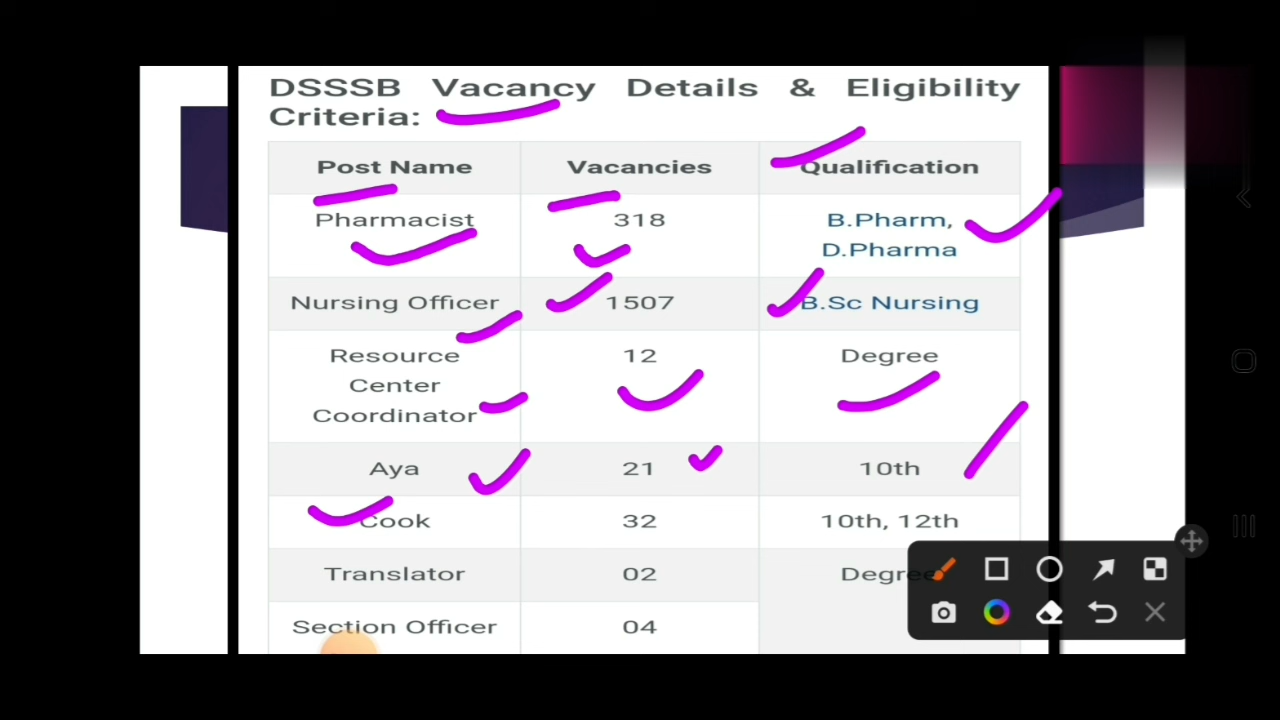 DSSSB Vacancy Details & Eligibility
Criteria:
Post Name Vacancies Qualification
Pharmacist 318 B.Pharm,
D.Pharma
Nursing Officer 1507 B.Sc Nursing
Resource 12 Degree
Center
Coordinator
Aya 21 10th
Cook 32 10th, 12th
Translator 02 Degree
Section Officer 04